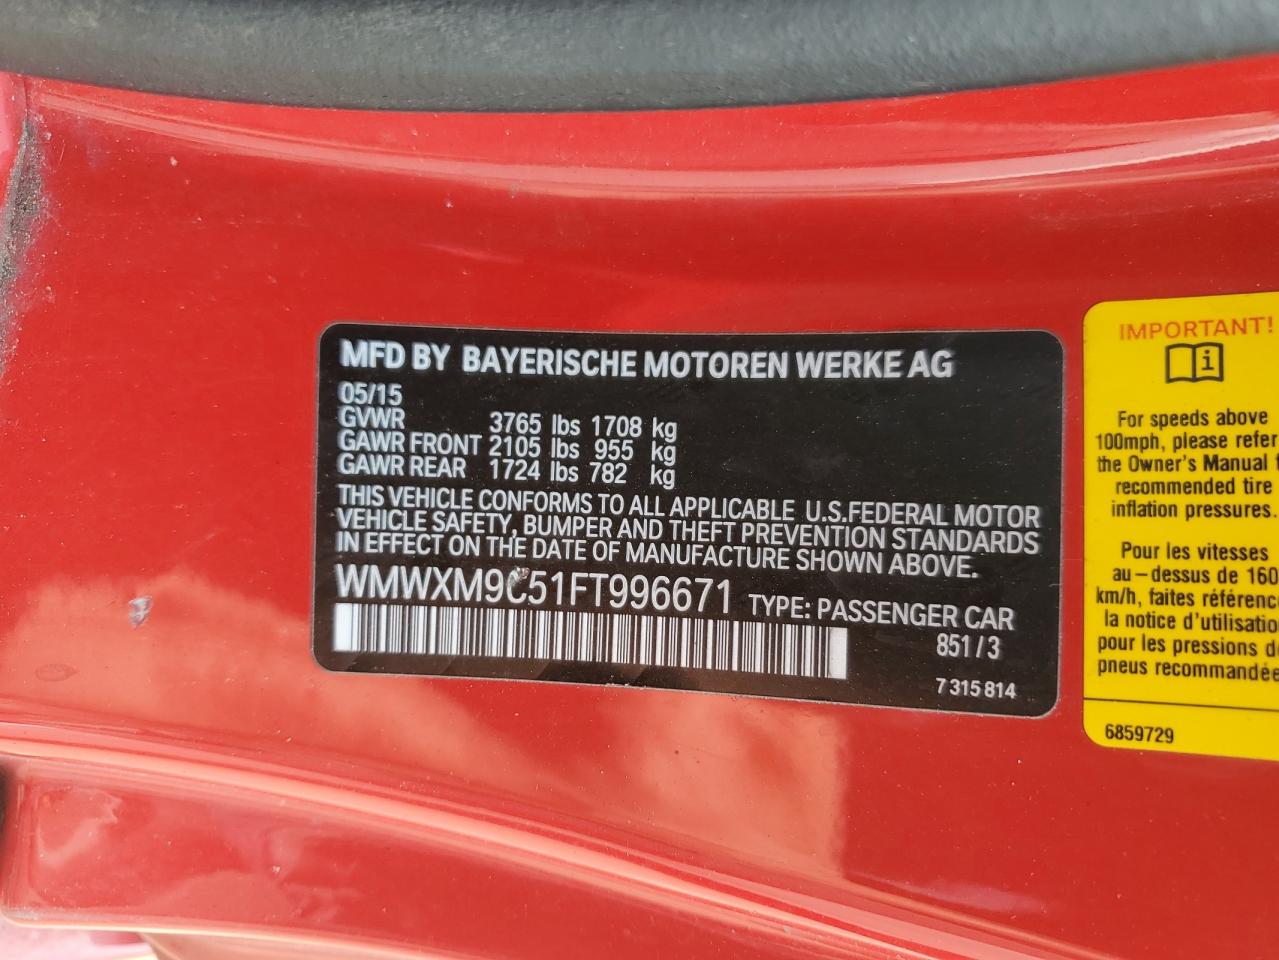 MFD BY BAYERISCHE MOTOREN WERKE AG
05/15
GVWR 3765 lbs 1708 kg
GAWR FRONT 2105 lbs 955 kg
GAWR REAR 1724 lbs 782 kg
THIS VEHICLE CONFORMS TO ALL APPLICABLE U.S.FEDERAL MOTOR
VEHICLE SAFETY, BUMPER AND THEFT PREVENTION STANDARDS
IN EFFECT ON THE DATE OF MANUFACTURE SHOWN ABOVE.
WMWXM9C51FT996671 TYPE: PASSENGER CAR
851/3
7 315 814
IMPORTANT!
i
For speeds above
100mph, please refer
the Owner's Manual
recommended tire
inflation pressures.
Pour les vitesses
au-dessus de 160
km/h, faites référenc
la notice d'utilisatio
pour les pressions d
pneus recommandée
6859729